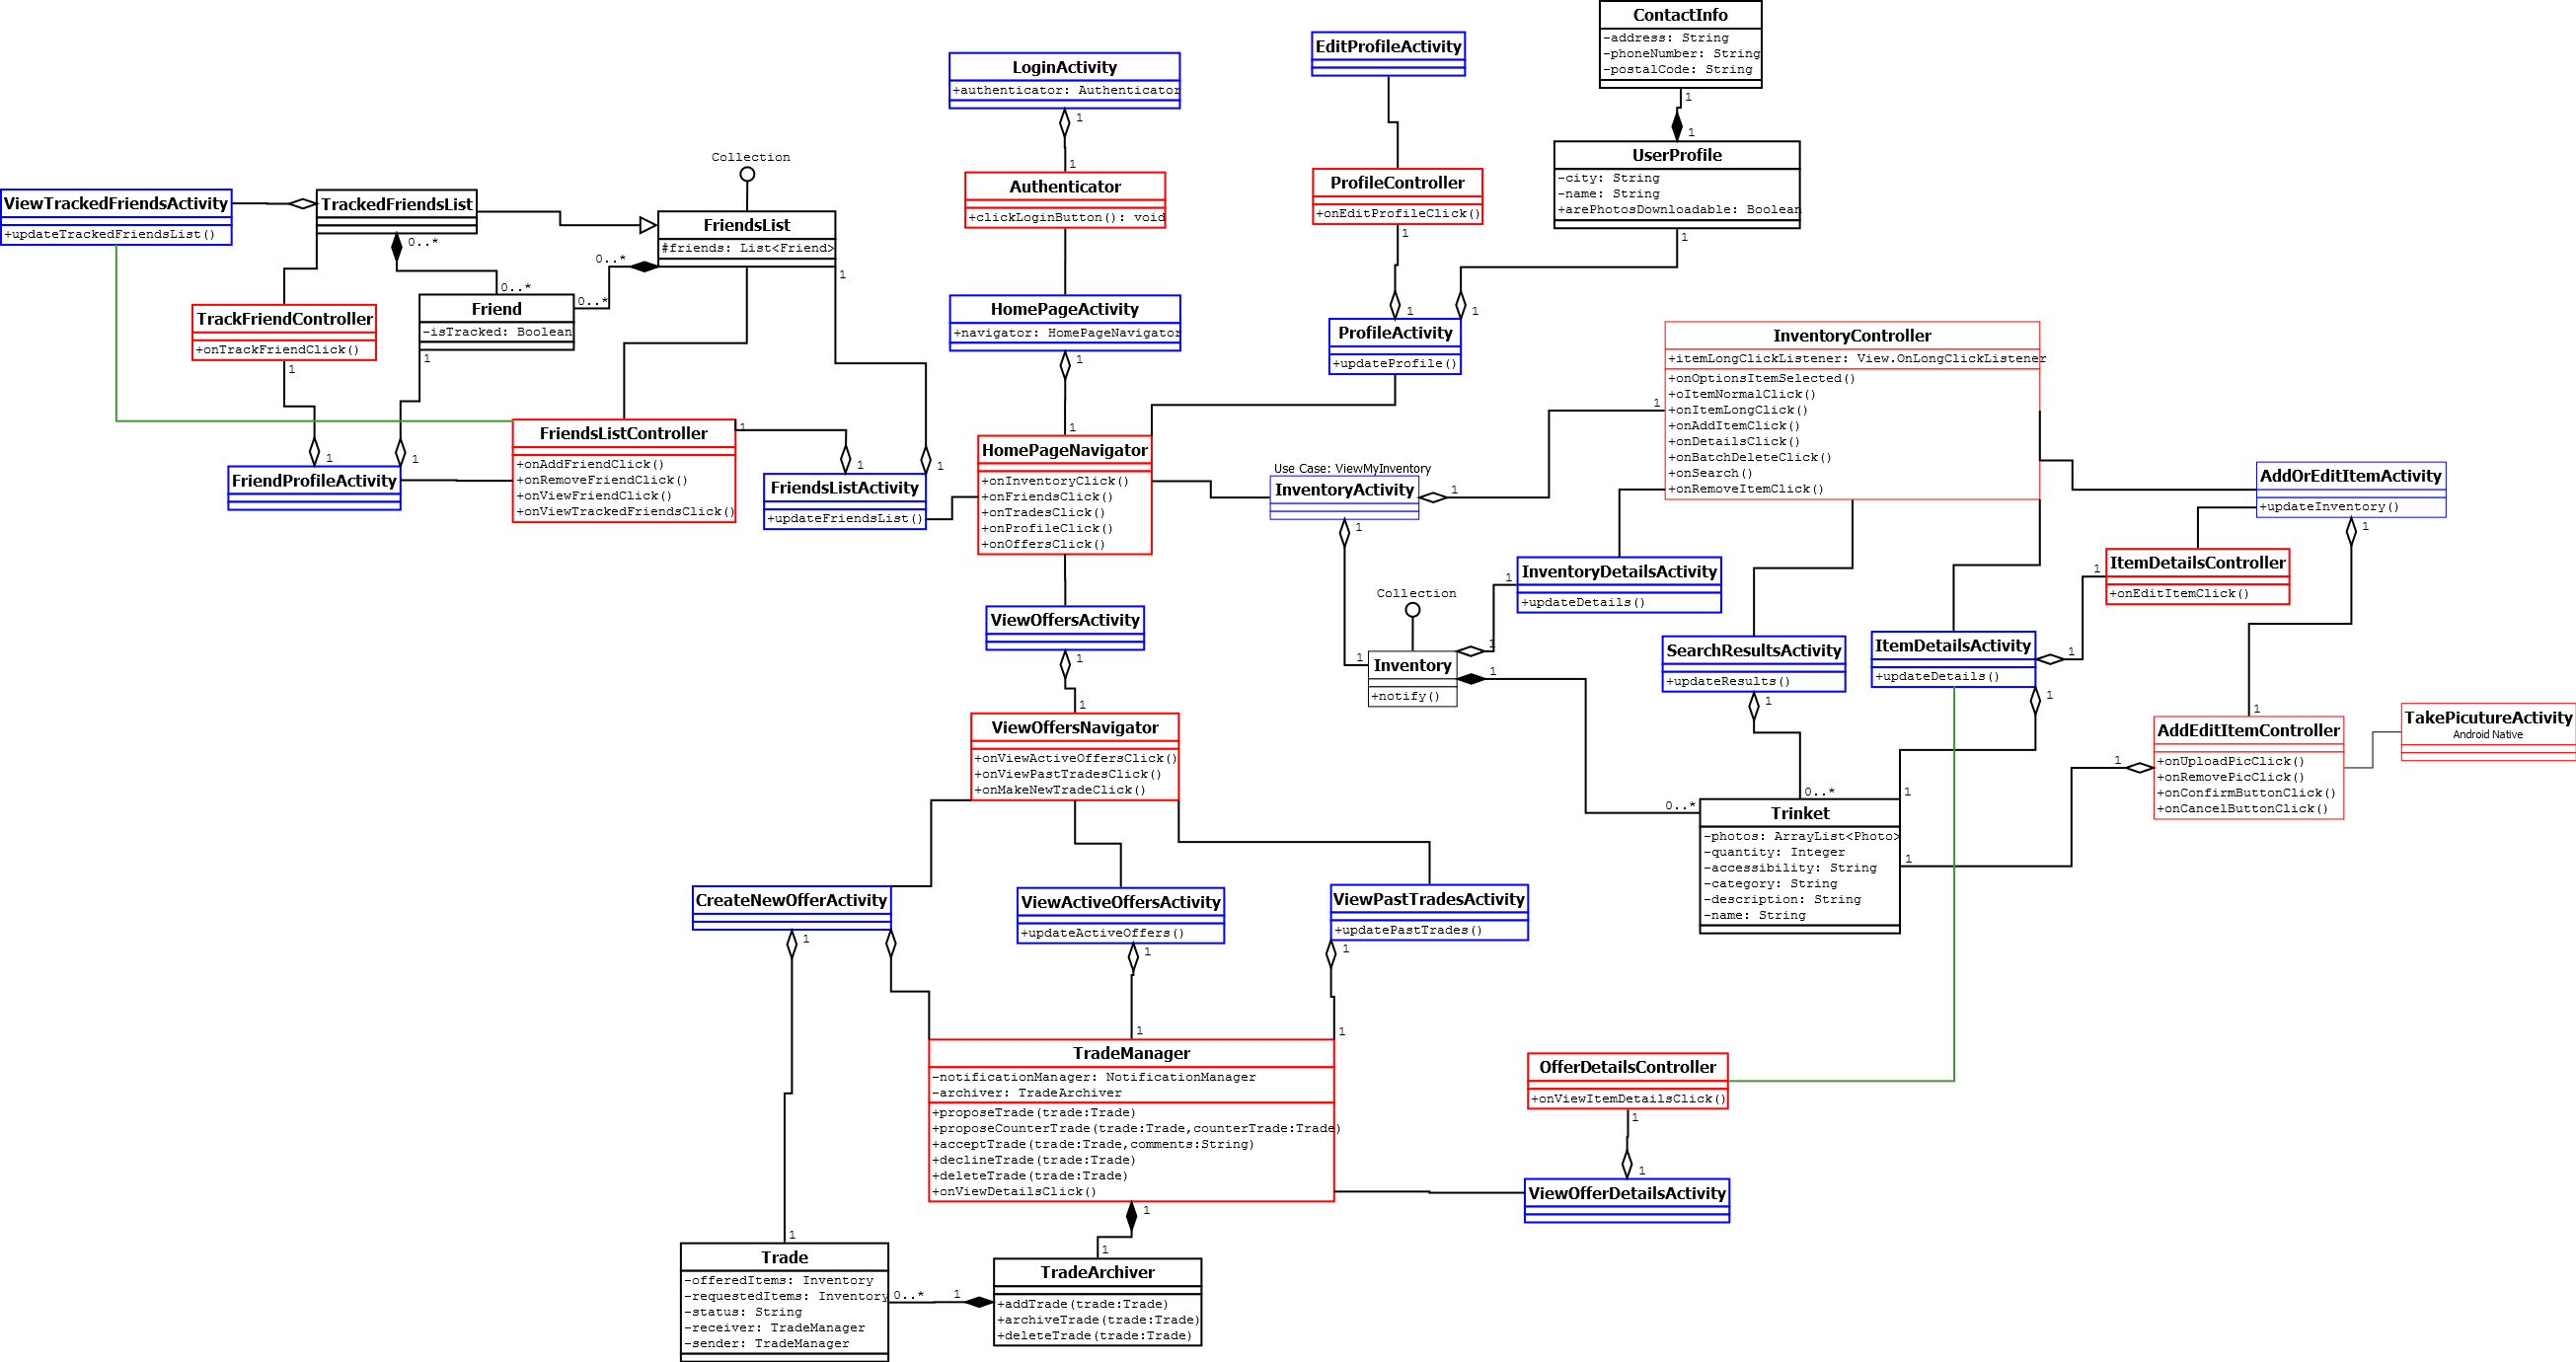 ContactInfo
-address: String
-phoneNumber: String
-postalCode: String
1
1
EditProfileActivity
LoginActivity
+authenticator: Authenticator
1
1
Authenticator
+clickLoginButton(): void
ProfileController
+onEditProfileClick()
1
1
UserProfile
-city: String
-name: String
+arePhotosDownloadable: Boolean
1
1
Collection
ViewTrackedFriendsActivity
+updateTrackedFriendsList()
TrackedFriendsList
0..*
FriendsList
#friends: List<Friend>
0..*
1
0..*
0..*
Friend
-isTracked: Boolean
1
TrackFriendController
+onTrackFriendClick()
1
HomePageActivity
+navigator: HomePageNavigator
1
1
ProfileActivity
+updateProfile()
InventoryController
+itemLongClickListener: View.OnLongClickListener
+onOptionsItemSelected()
+oItemNormalClick()
+onItemLongClick()
+onAddItemClick()
+onDetailsClick()
+onBatchDeleteClick()
+onSearch()
+onRemoveItemClick()
1
FriendProfileActivity
1
1
FriendsListController
+onAddFriendClick()
+onRemoveFriendClick()
+onViewFriendClick()
+onViewTrackedFriendsClick()
1
1
1
FriendsListActivity
+updateFriendsList()
HomePageNavigator
+onInventoryClick()
+onFriendsClick()
+onTradesClick()
+onProfileClick()
+onOffersClick()
Use Case: ViewMyInventory
InventoryActivity
1
1
AddOrEditItemActivity
+updateInventory()
1
ItemDetailsController
+onEditItemClick()
1
InventoryDetailsActivity
+updateDetails()
1
Collection
Inventory
+notify()
1
1
1
ViewOffersActivity
1
1
SearchResultsActivity
+updateResults()
1
ItemDetailsActivity
+updateDetails()
1
1
ViewOffersNavigator
+onViewActiveOffersClick()
+onViewPastTradesClick()
+onMakeNewTradeClick()
1
AddEditItemController
+onUploadPicClick()
+onRemovePicClick()
+onConfirmButtonClick()
+onCancelButtonClick()
1
TakePicutureActivity
Android Native
0..*
0..*
1
1
Trinket
-photos: ArrayList<Photo>
-quantity: Integer
-accessibility: String
-category: String
-description: String
-name: String
CreateNewOfferActivity
1
ViewActiveOffersActivity
+updateActiveOffers()
1
ViewPastTradesActivity
+updatePastTrades()
1
1
1
TradeManager
-notificationManager: NotificationManager
-archiver: TradeArchiver
+proposeTrade(trade:Trade)
+proposeCounterTrade(trade:Trade,counterTrade:Trade)
+acceptTrade(trade:Trade,comments:String)
+declineTrade(trade:Trade)
+deleteTrade(trade:Trade)
+onViewDetailsClick()
1
OfferDetailsController
+onViewItemDetailsClick()
1
1
ViewOfferDetailsActivity
1
Trade
-offeredItems: Inventory
-requestedItems: Inventory
-status: String
-receiver: TradeManager
-sender: TradeManager
0..*
1
1
TradeArchiver
+addTrade(trade:Trade)
+archiveTrade(trade:Trade)
+deleteTrade(trade:Trade)